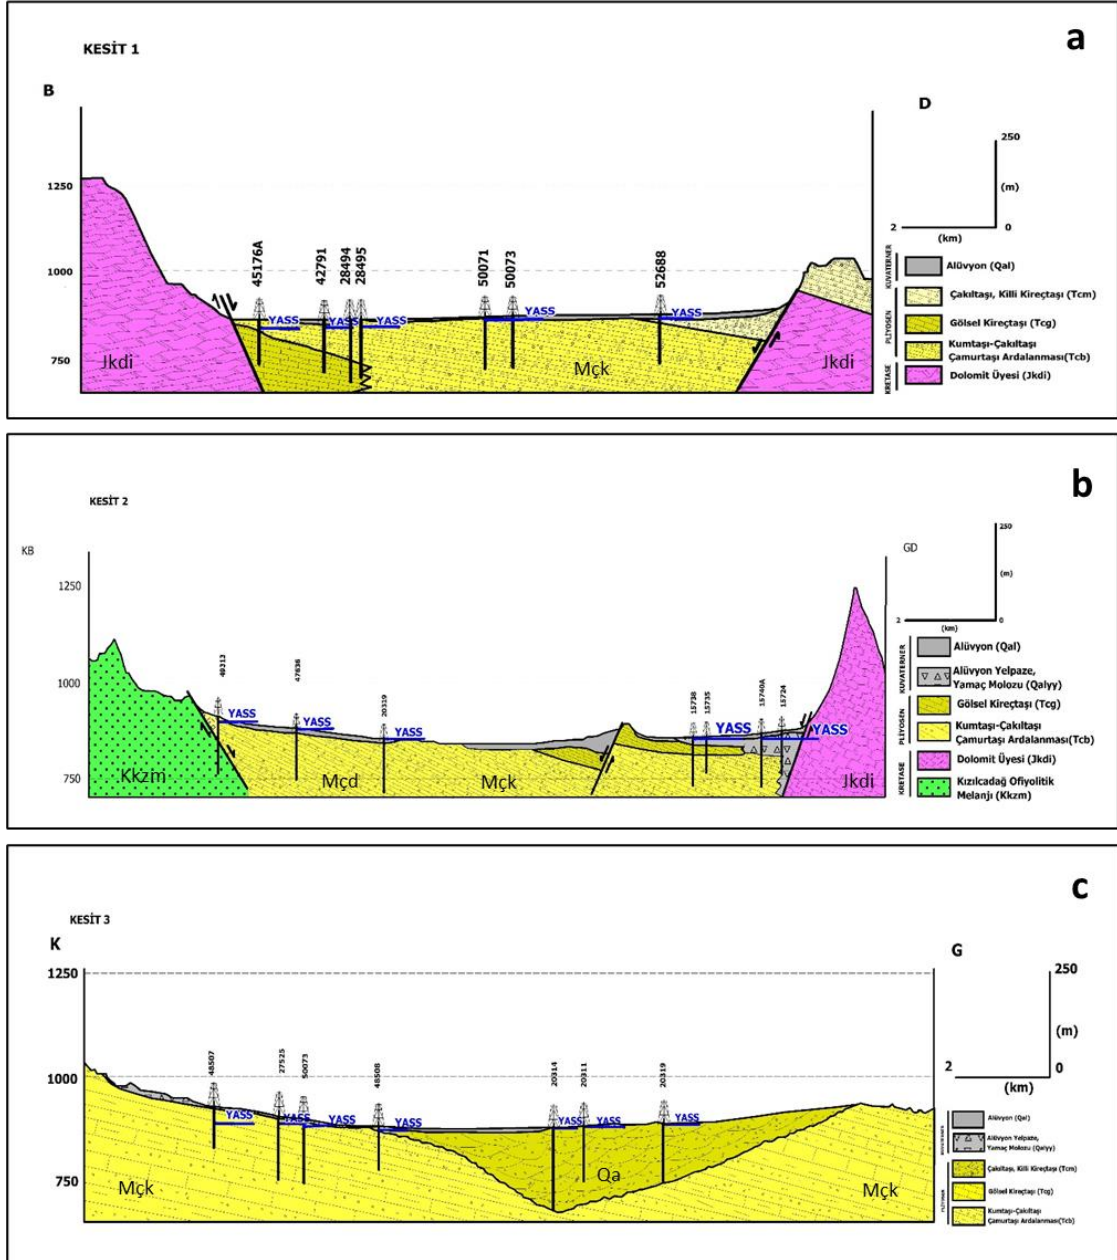 a
KESİT 1
B
D
250
(m)
2
0
(km)
1250
1000
750
45176A
42791
28494
28495
50071
50073
52688
YASS
YASS
YASS
YASS
YASS
Jkdi
Mçk
Jkdi
KUVATERNER
PLİYOSEN
KRETASE
Alüvyon (Qal)
Çakıltaşı, Killi Kireçtaşı (Tcm)
Gölsel Kireçtaşı (Tcg)
Kumtaşı-Çakıltaşı
Çamurtaşı Ardalanması(Tcb)
Dolomit Üyesi (Jkdi)
b
KESİT 2
KB
GD
250
(m)
2
0
(km)
1250
1000
750
49313
47636
20319
15738
15735
15740A
15724
YASS
YASS
YASS
YASS
YASS
Kkzm
Mçd
Mçk
Jkdi
KUVATERNER
PLİYOSEN
KRETASE
Alüvyon (Qal)
Alüvyon Yelpaze,
Yamaç Molozu (Qalyy)
Gölsel Kireçtaşı (Tcg)
Kumtaşı-Çakıltaşı
Çamurtaşı Ardalanması(Tcb)
Dolomit Üyesi (Jkdi)
Kızılcadağ Ofiyolitik
Melanjı (Kkzm)
c
KESİT 3
K
G
250
(m)
2
0
(km)
1250
1000
750
48507
27525
50073
48508
20314
20311
20319
YASS
YASS
YASS
YASS
YASS
YASS
YASS
Mçk
Qa
Mçk
PLİYOSEN
Alüvyon (Qal)
Alüvyon Yelpaze,
Yamaç Molozu (Qalyy)
Çakıltaşı, Killi Kireçtaşı (Tcm)
Gölsel Kireçtaşı (Tcg)
Kumtaşı-Çakıltaşı
Çamurtaşı Ardalanması(Tcb)